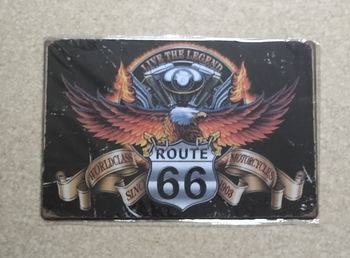 LIVE THE LEGEND
ROUTE
66
WORLDCLASS
MOTORCYCLES
SINCE